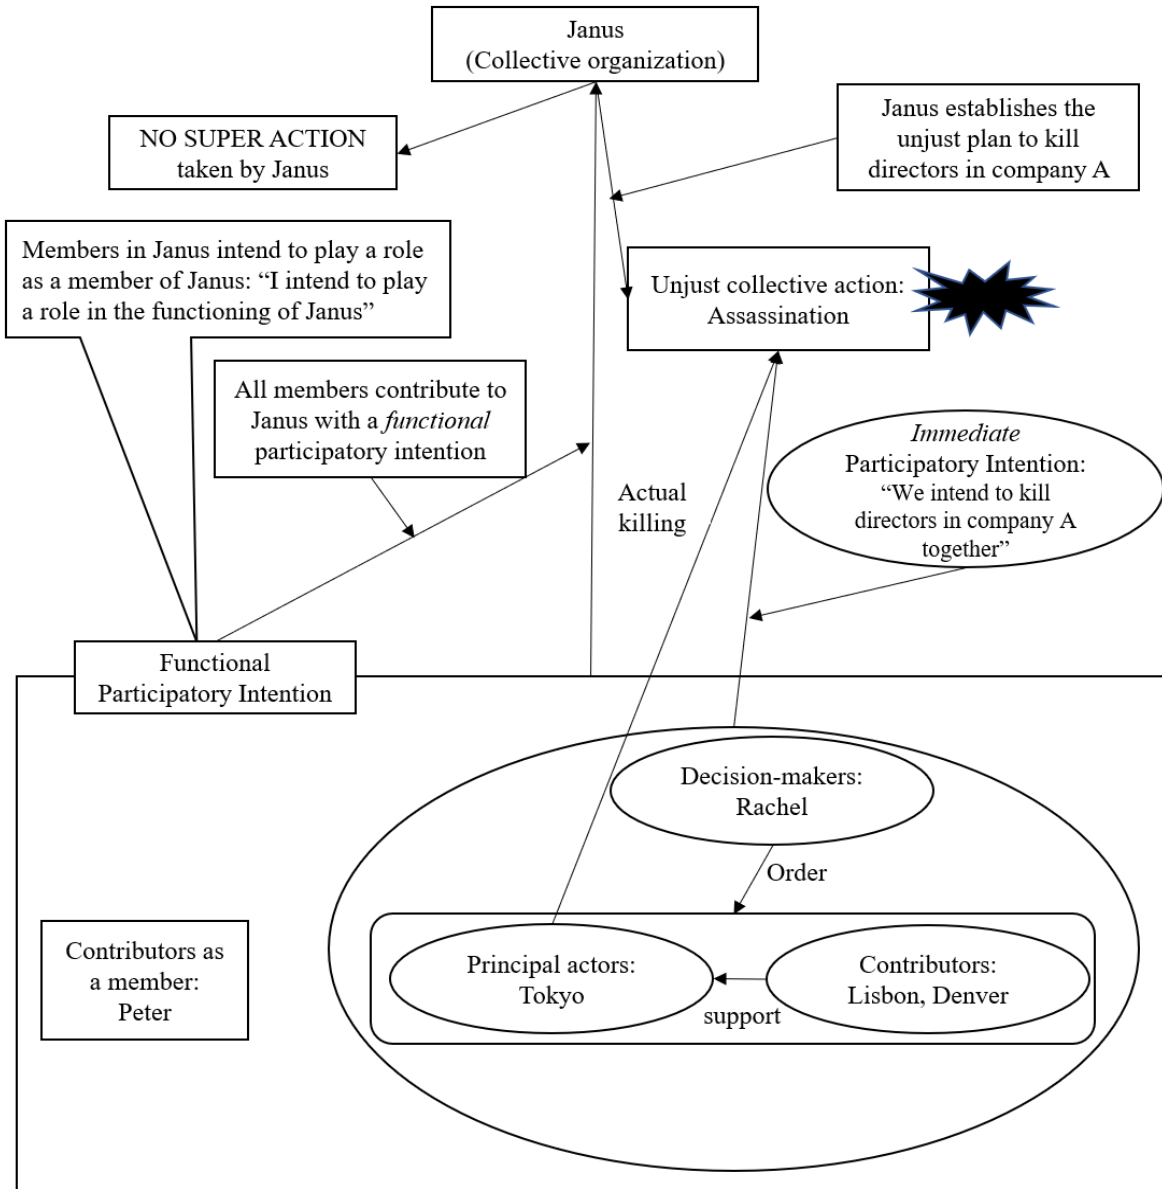 Janus
(Collective organization)
NO SUPER ACTION
taken by Janus
Janus establishes the
unjust plan to kill
directors in company A
Members in Janus intend to play a role
as a member of Janus: “I intend to play
a role in the functioning of Janus”
Unjust collective action:
Assassination
All members contribute to
Janus with a functional
participatory intention
Immediate
Participatory Intention:
“We intend to kill
directors in company A
together”
Actual
killing
Functional
Participatory Intention
Decision-makers:
Rachel
Order
Contributors as
a member:
Peter
Principal actors:
Tokyo
Contributors:
Lisbon, Denver
support